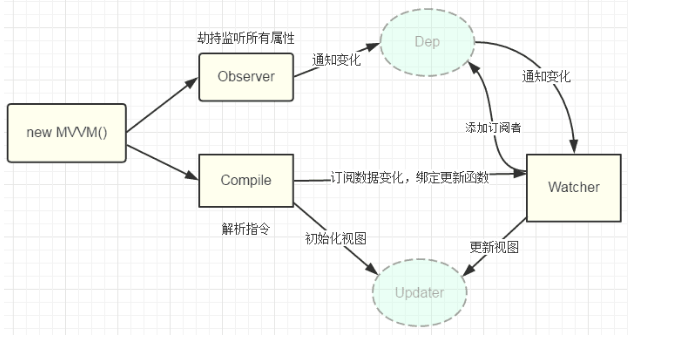 劫持监听所有属性
Dep
Observer
通知变化
通知变化
new MVVM()
添加订阅者
Compile
订阅数据变化，绑定更新函数
Watcher
解析指令
初始化视图
更新视图
Updater